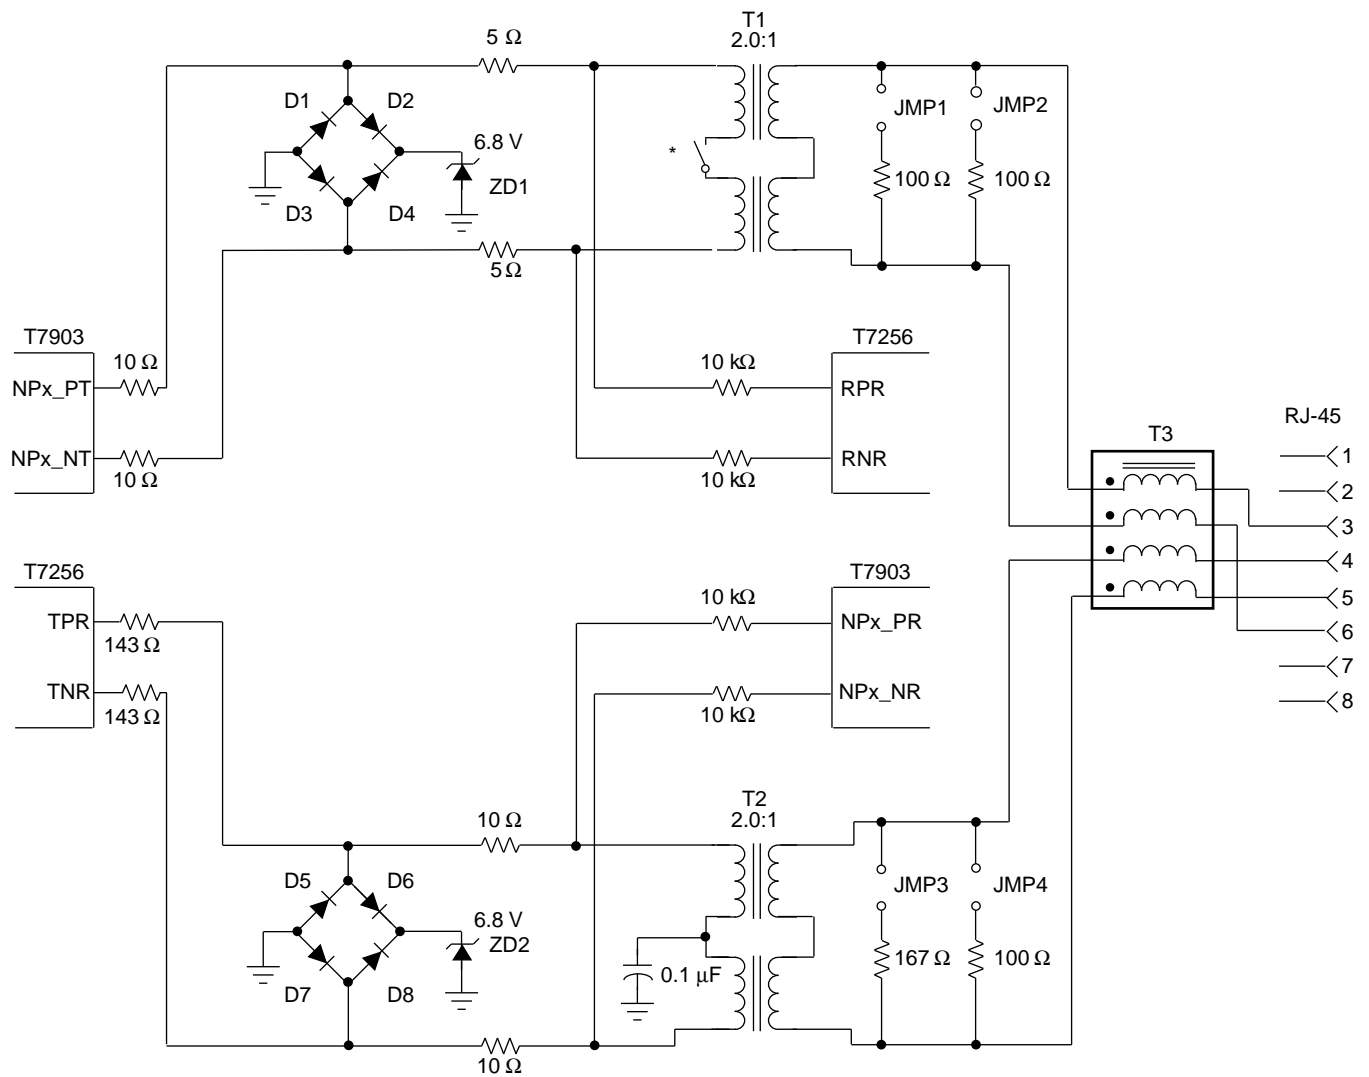 T1
2.0:1
5 Ω
D1
D2
JMP1
JMP2
6.8 V
*
ZD1
100 Ω
100 Ω
D3
D4
5 Ω
T7903
10 Ω
NPx_PT
NPx_NT
10 Ω
T7256
10 kΩ
RPR
RNR
10 kΩ
RJ-45
T3
1
2
3
4
5
6
7
8
T7256
TPR
143 Ω
TNR
143 Ω
T7903
10 kΩ
NPx_PR
NPx_NR
10 kΩ
T2
2.0:1
10 Ω
D5
D6
JMP3
JMP4
6.8 V
ZD2
167 Ω
100 Ω
0.1 µF
D7
D8
10 Ω